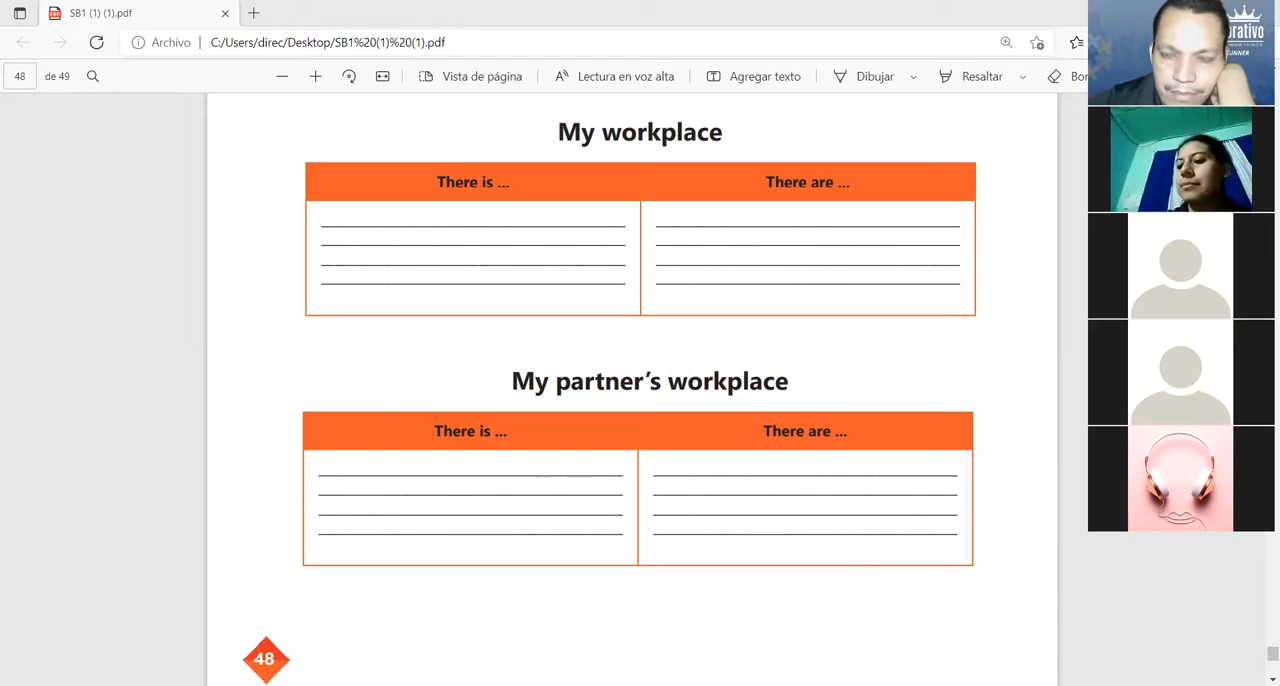 SB1 (1) (1).pdf
Archivo
C:/Users/direc/Desktop/SB1%20(1)%20(1).pdf
48 de 49
Vista de página
Lectura en voz alta
Agregar texto
Dibujar
Resaltar
My workplace
There is ... There are ...
My partner's workplace
There is ... There are ...
48